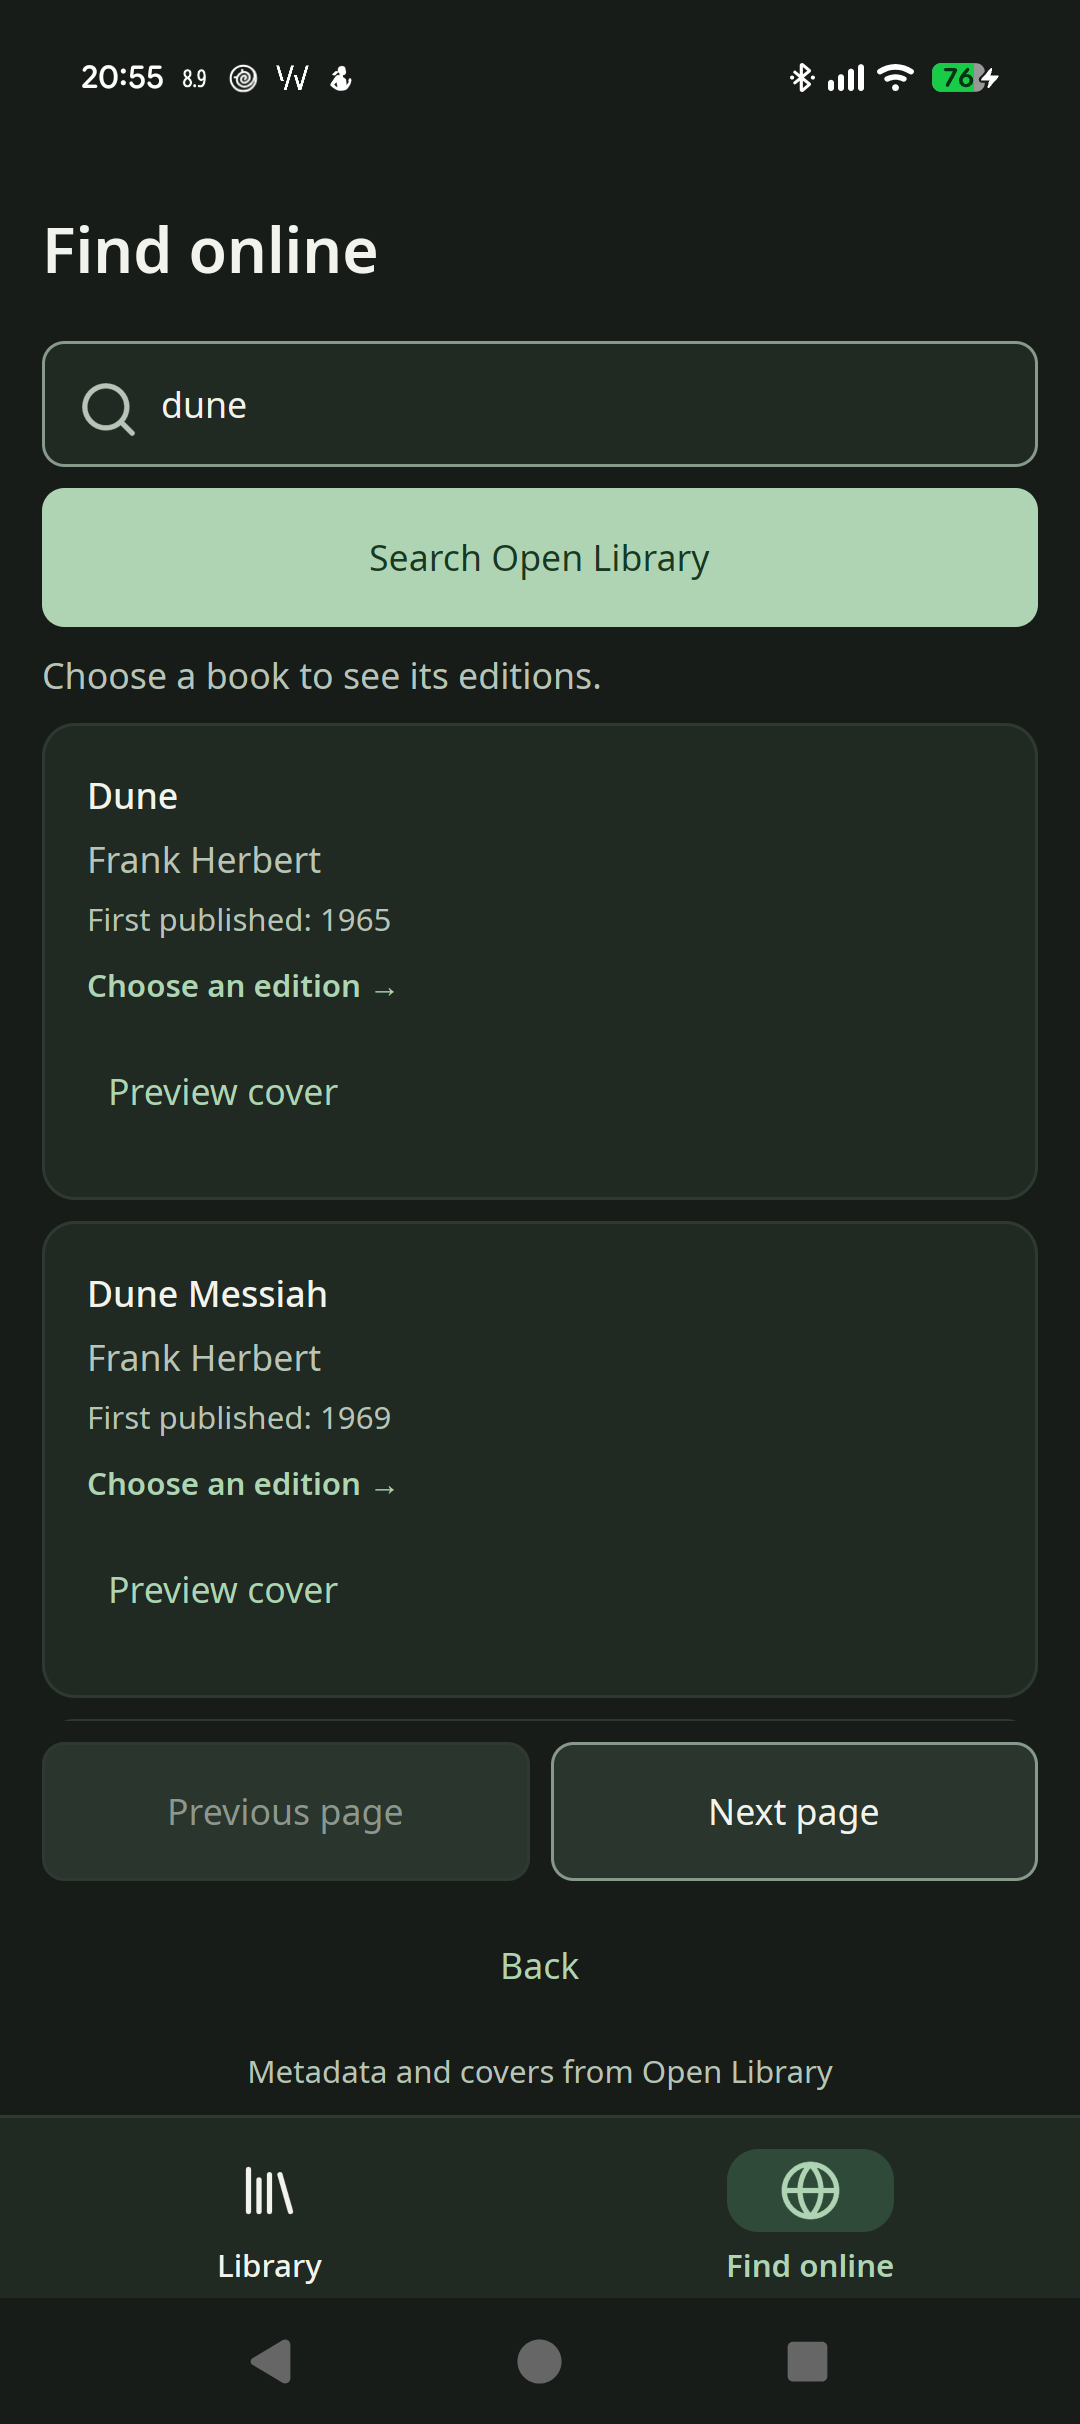 20:55 8.9 76
Find online
dune
Search Open Library
Choose a book to see its editions.
Dune
Frank Herbert
First published: 1965
Choose an edition →
Preview cover
Dune Messiah
Frank Herbert
First published: 1969
Choose an edition →
Preview cover
Previous page Next page
Back
Metadata and covers from Open Library
Library Find online